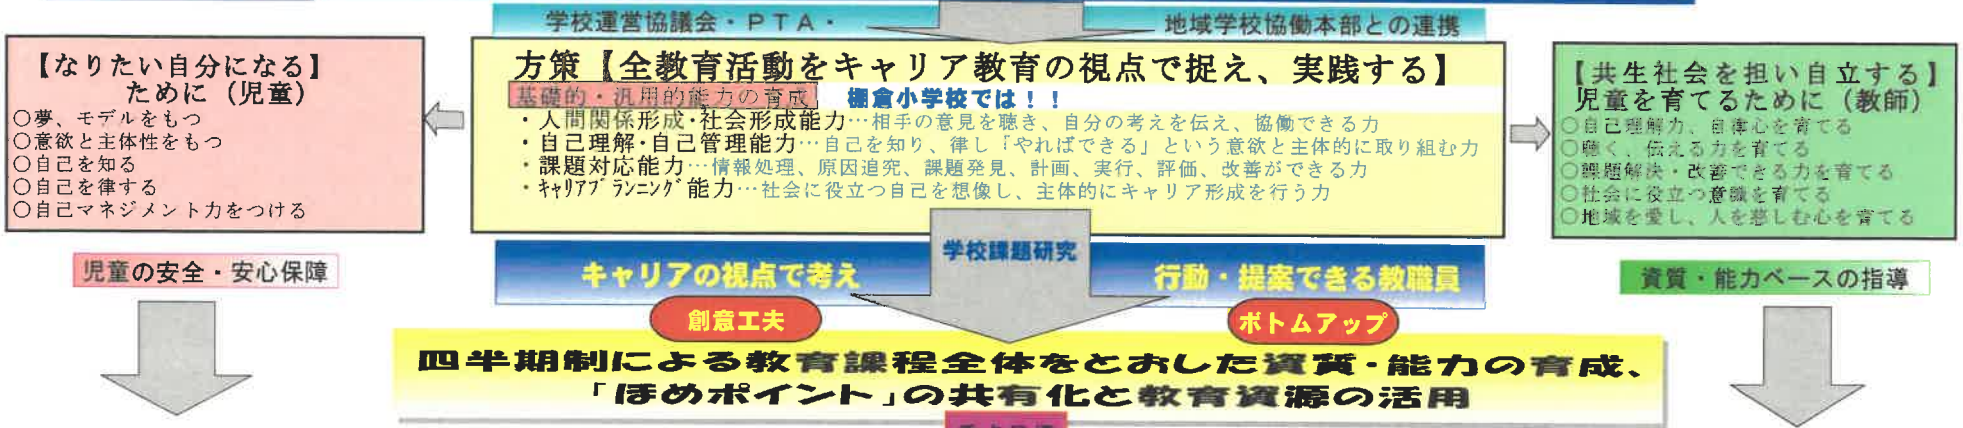 学校運営協議会・ＰＴＡ・
地域学校協働本部との連携
【なりたい自分になる】
ために（児童）
○夢、モデルをもつ
○意欲と主体性をもつ
○自己を知る
○自己を律する
○自己マネジメント力をつける
方策【全教育活動をキャリア教育の視点で捉え、実践する】
基礎的・汎用的能力の育成 棚倉小学校では！！
・人間関係形成・社会形成能力…相手の意見を聴き、自分の考えを伝え、協働できる力
・自己理解・自己管理能力…自己を知り、律し「やればできる」という意欲と主体的に取り組む力
・課題対応能力…情報処理、原因追究、課題発見、計画、実行、評価、改善ができる力
・ｷｬﾘｱﾌﾟﾗﾝﾆﾝｸﾞ能力…社会に役立つ自己を想像し、主体的にキャリア形成を行う力
【共生社会を担い自立する】
児童を育てるために（教師）
○自己理解力、自律心を育てる
○聴く、伝える力を育てる
○課題解決・改善できる力を育てる
○社会に役立つ意識を育てる
○地域を愛し、人を慈しむ心を育てる
児童の安全・安心保障
学校課題研究
キャリアの視点で考え
行動・提案できる教職員
資質・能力ベースの指導
創意工夫
ボトムアップ
四半期制による教育課程全体をとおした資質・能力の育成、
「ほめポイント」の共有化と教育資源の活用